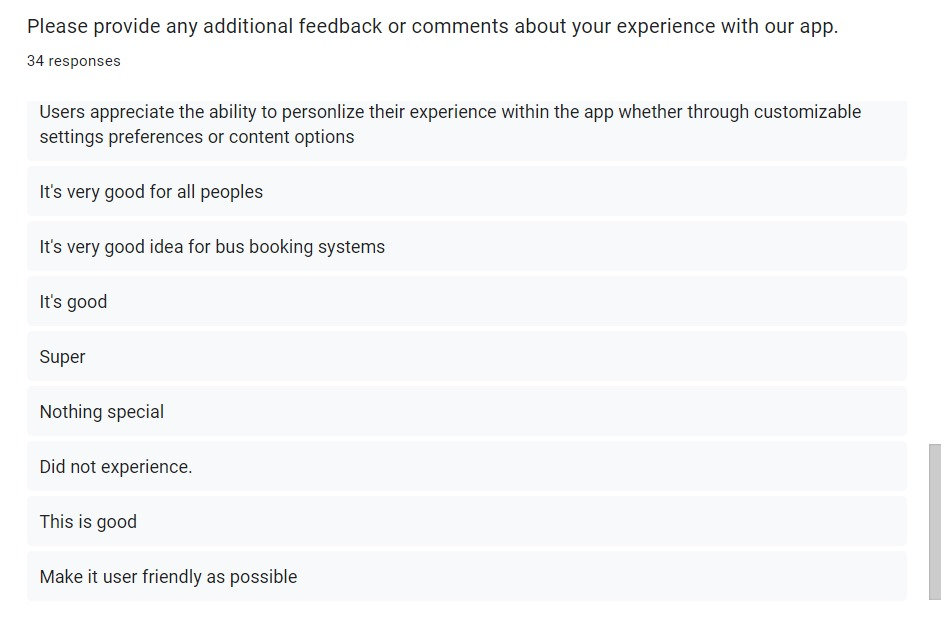 Please provide any additional feedback or comments about your experience with our app.
34 responses
Users appreciate the ability to personlize their experience within the app whether through customizable
settings preferences or content options
It's very good for all peoples
It's very good idea for bus booking systems
It's good
Super
Nothing special
Did not experience.
This is good
Make it user friendly as possible